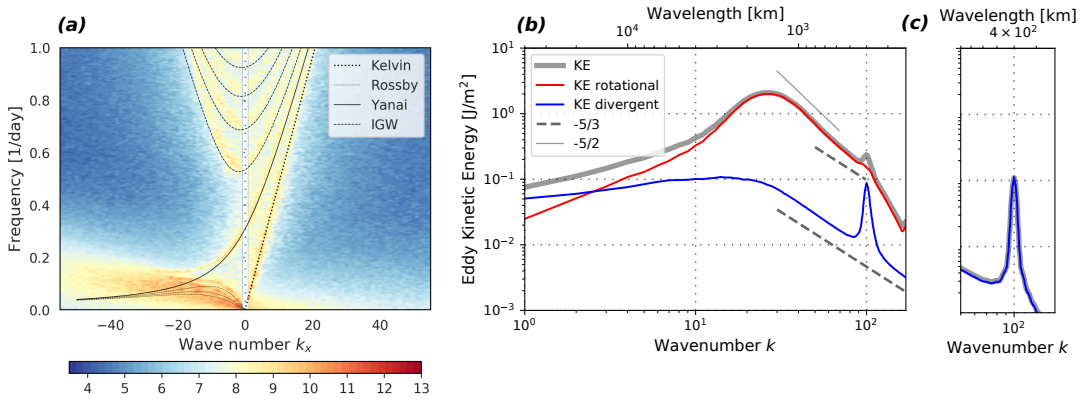 (a)
Frequency [1/day]
1.0
0.8
0.6
0.4
0.2
0.0
Kelvin
Rossby
Yanai
IGW
−40 −20 0 20 40
Wave number kₓ
4 5 6 7 8 9 10 11 12 13
(b)
Wavelength [km]
10⁴ 10³
Eddy Kinetic Energy [J/m²]
10¹
10⁰
10⁻¹
10⁻²
10⁻³
KE
KE rotational
KE divergent
-5/3
-5/2
10⁰ 10¹ 10²
Wavenumber k
(c)
Wavelength [km]
4 × 10²
10²
Wavenumber k